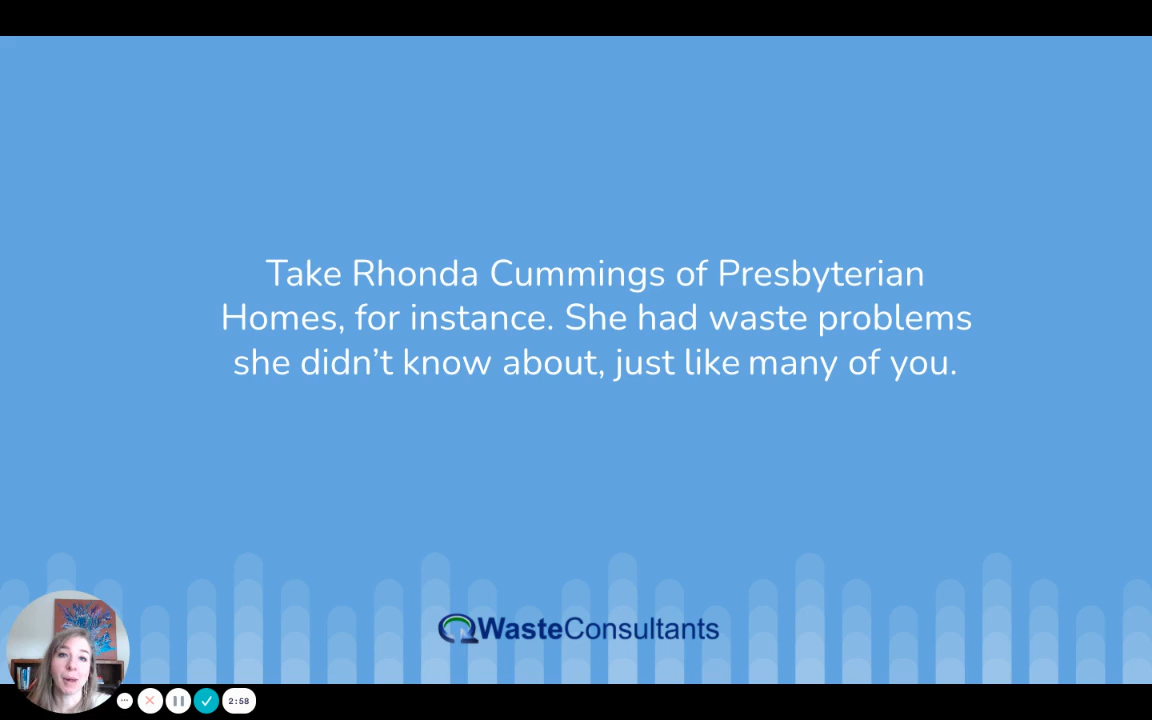 Take Rhonda Cummings of Presbyterian
Homes, for instance. She had waste problems
she didn’t know about, just like many of you.
WasteConsultants
2:58